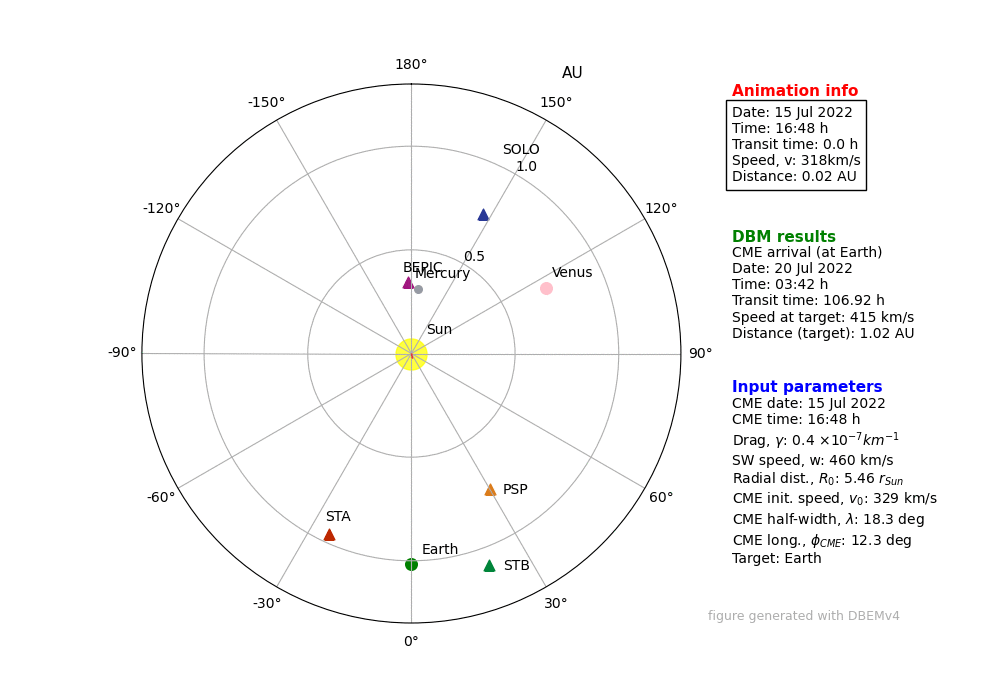 180°
AU
-150°
150°
SOLO
1.0
-120°
120°
0.5
BEPIC
Mercury
Venus
Sun
-90°
90°
-60°
60°
PSP
STA
Earth
STB
-30°
30°
0°
Animation info
Date: 15 Jul 2022
Time: 16:48 h
Transit time: 0.0 h
Speed, v: 318km/s
Distance: 0.02 AU
DBM results
CME arrival (at Earth)
Date: 20 Jul 2022
Time: 03:42 h
Transit time: 106.92 h
Speed at target: 415 km/s
Distance (target): 1.02 AU
Input parameters
CME date: 15 Jul 2022
CME time: 16:48 h
Drag, γ: 0.4 ×10⁻⁷km⁻¹
SW speed, w: 460 km/s
Radial dist., R₀: 5.46 r_Sun
CME init. speed, v₀: 329 km/s
CME half-width, λ: 18.3 deg
CME long., ϕ_CME: 12.3 deg
Target: Earth
figure generated with DBEMv4